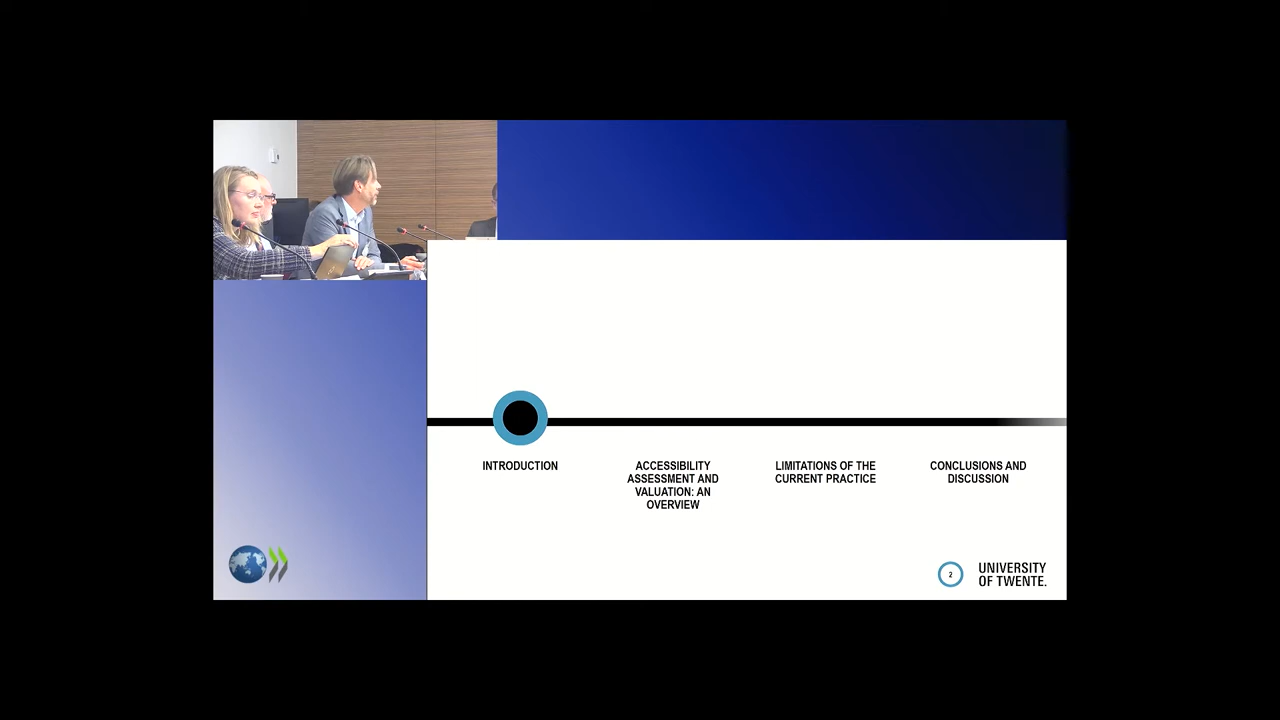 INTRODUCTION
ACCESSIBILITY
ASSESSMENT AND
VALUATION: AN
OVERVIEW
LIMITATIONS OF THE
CURRENT PRACTICE
CONCLUSIONS AND
DISCUSSION
2
UNIVERSITY
OF TWENTE.